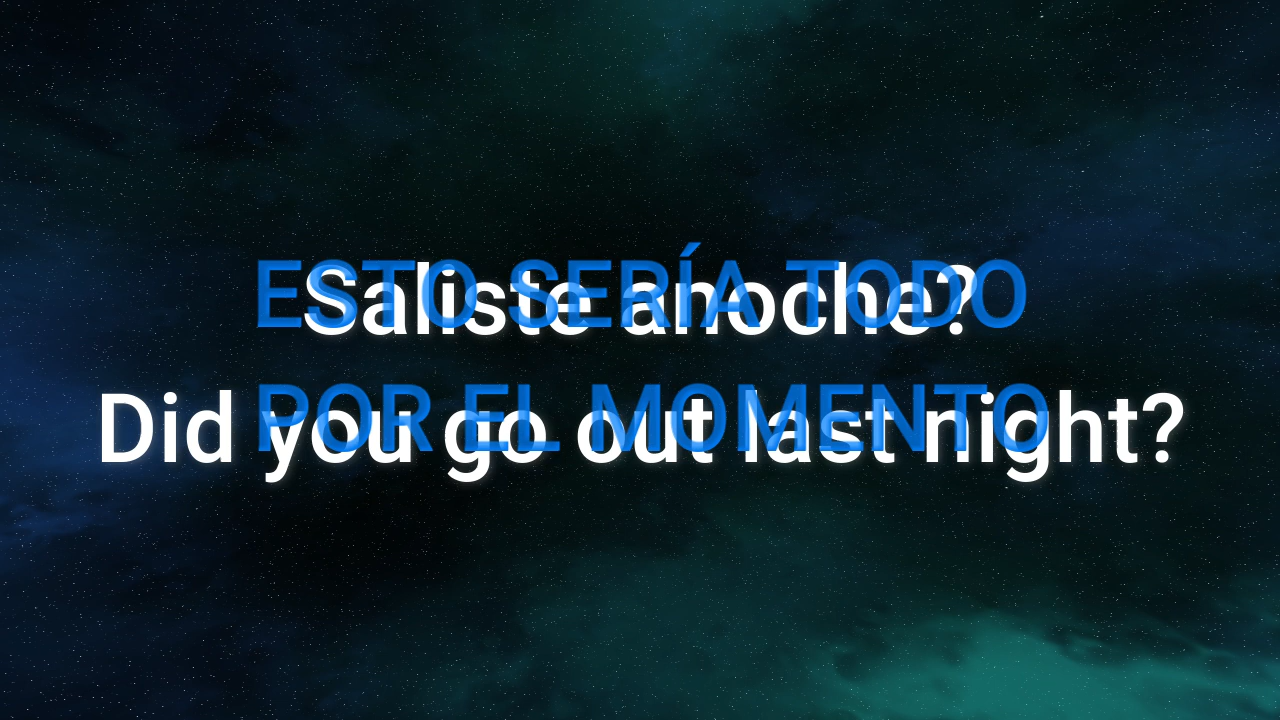 Saliste anoche?
Did you go out last night?
ESTO SERÍA TODO
POR EL MOMENTO